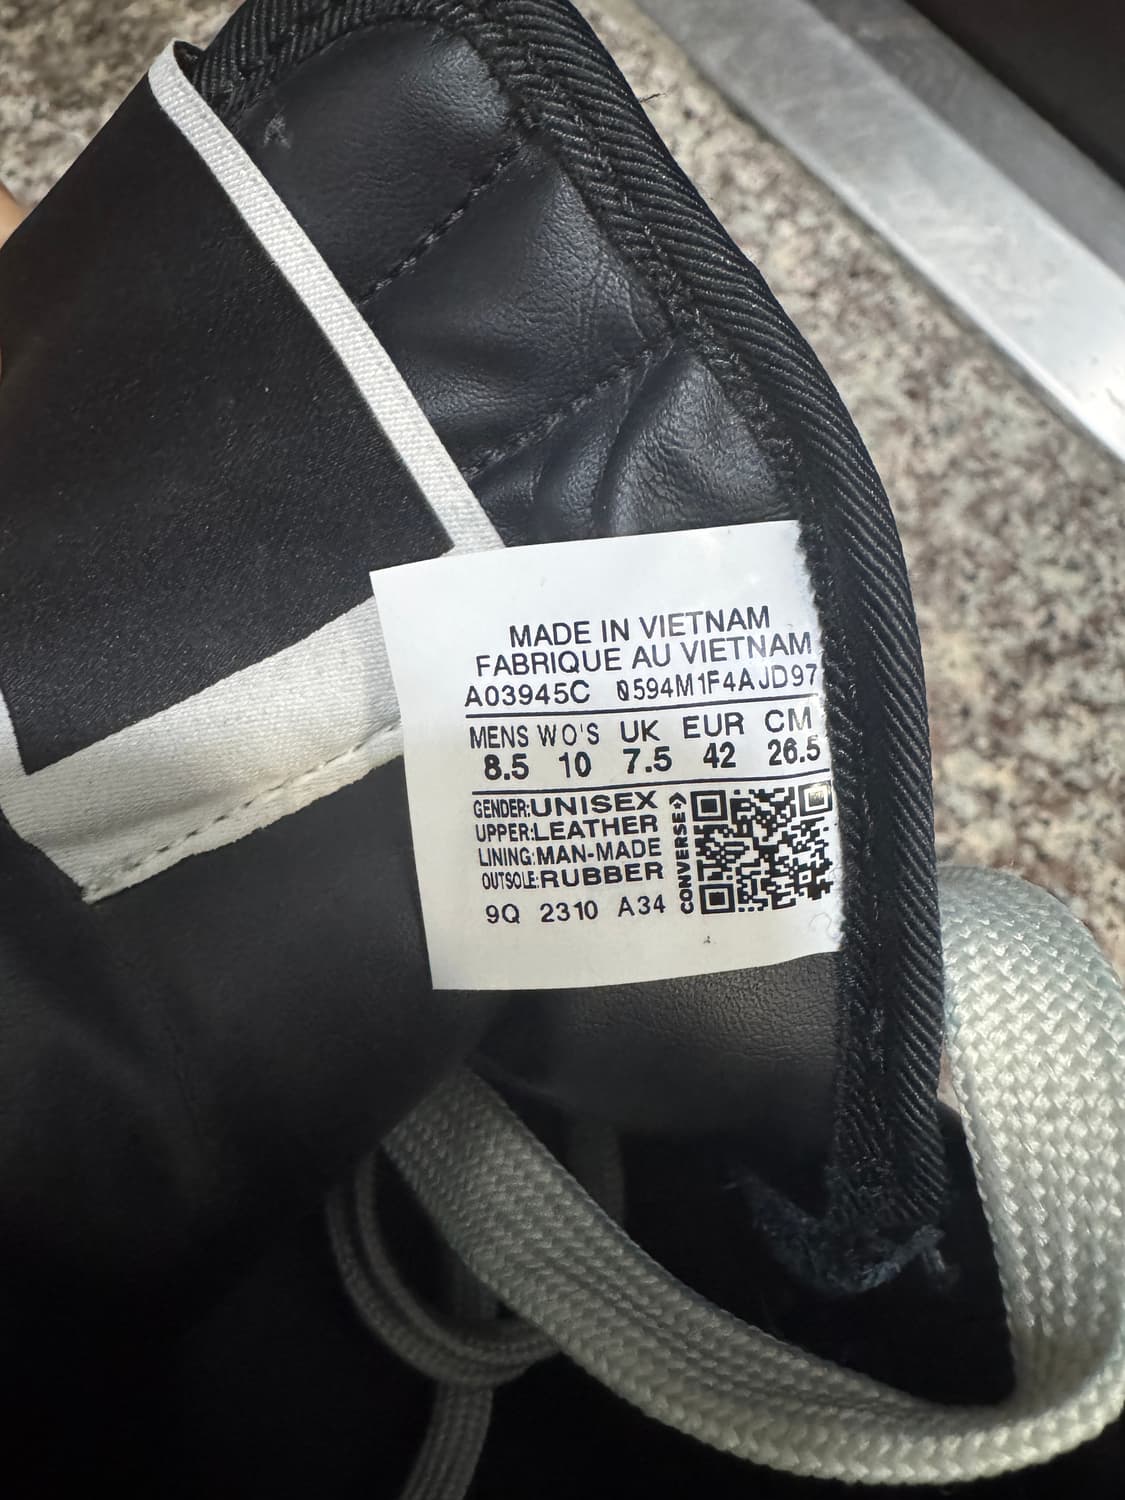 MADE IN VIETNAM
FABRIQUE AU VIETNAM
A03945C 0594M1F4AJD97
MENS WO'S UK EUR CM
8.5 10 7.5 42 26.5
GENDER:UNISEX
UPPER:LEATHER
LINING:MAN-MADE
OUTSOLE:RUBBER
9Q 2310 A34
CONVERSE